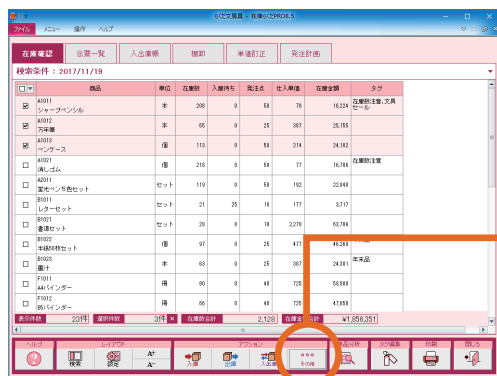 らくだ文房具 - 在庫らくだPRO8.5
ファイル メニュー 操作 ヘルプ
在庫確認 伝票一覧 入出庫帳 棚卸 単価訂正 発注計画
検索条件：2017/11/19
商品 単位 在庫数 入庫待ち 発注点 仕入単価 在庫金額 タグ
A1011
シャープペンシル 本 208 0 50 78 16,224 在庫数注意,文具セール
A1012
万年筆 本 65 0 25 387 25,155
A1013
ペンケース 個 113 0 50 214 24,182
A1021
消しゴム 個 218 0 50 77 16,786 在庫数注意
A2011
蛍光ペン5色セット セット 119 0 50 192 22,848
B1011
レターセット セット 21 25 10 177 3,717
B1021
書道セット セット 28 0 10 2,278 63,784
B1022
半紙50枚セット 個 97 0 25 477 46,269
B1023
墨汁 本 63 0 25 387 24,381 年末品
F1011
A4バインダー 冊 80 0 40 725 58,000
F1012
B5バインダー 冊 66 0 40 725 47,850
表示件数 23件 選択件数 3件 × 在庫数合計 2,128 在庫金 合計 ¥1,856,351
ヘルプ レイアウト アクション 品分析 タグ編集 印刷 閉じる
検索 設定 A+ A- 入庫 出庫 入出庫 その他